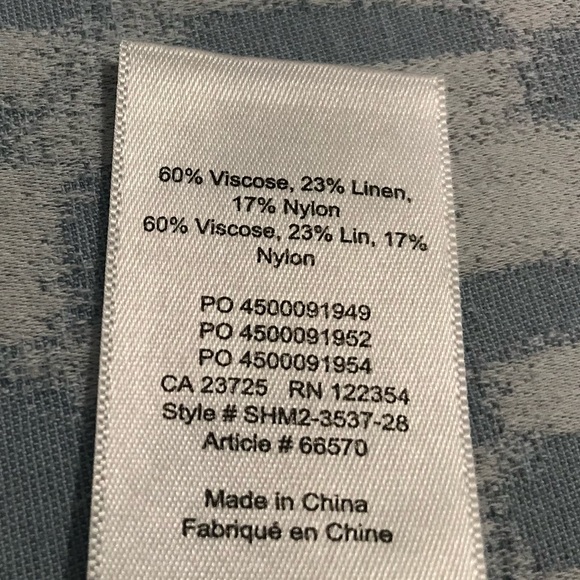 60% Viscose, 23% Linen,
17% Nylon
60% Viscose, 23% Lin, 17%
Nylon
PO 4500091949
PO 4500091952
PO 4500091954
CA 23725 RN 122354
Style # SHM2-3537-28
Article # 66570
Made in China
Fabriqué en Chine